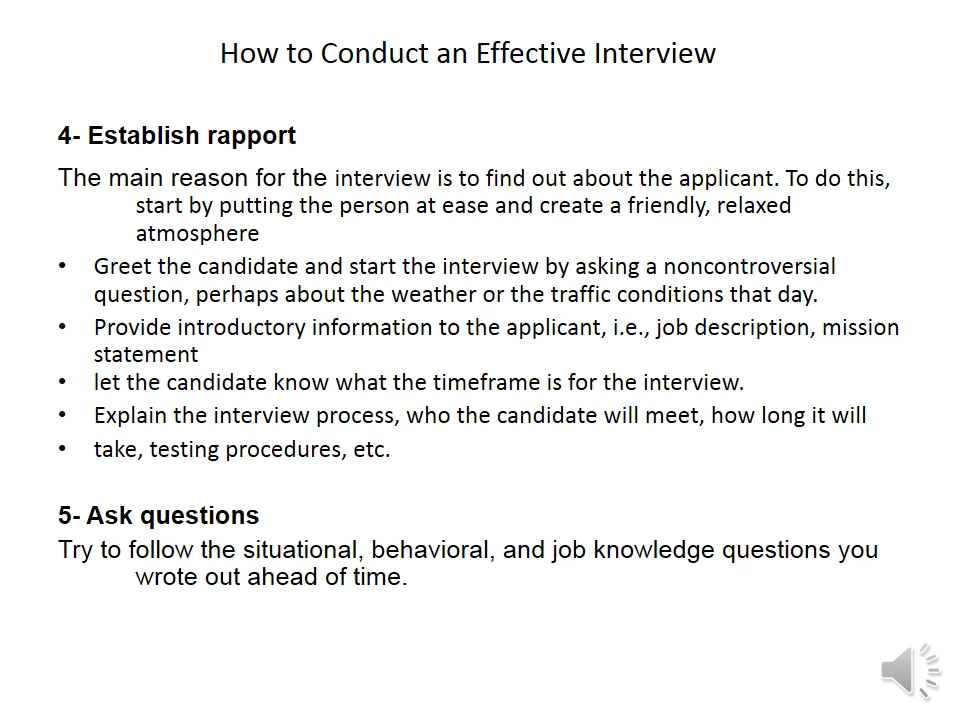 How to Conduct an Effective Interview
4- Establish rapport
The main reason for the interview is to find out about the applicant. To do this,
start by putting the person at ease and create a friendly, relaxed
atmosphere
• Greet the candidate and start the interview by asking a noncontroversial
question, perhaps about the weather or the traffic conditions that day.
• Provide introductory information to the applicant, i.e., job description, mission
statement
• let the candidate know what the timeframe is for the interview.
• Explain the interview process, who the candidate will meet, how long it will
• take, testing procedures, etc.
5- Ask questions
Try to follow the situational, behavioral, and job knowledge questions you
wrote out ahead of time.